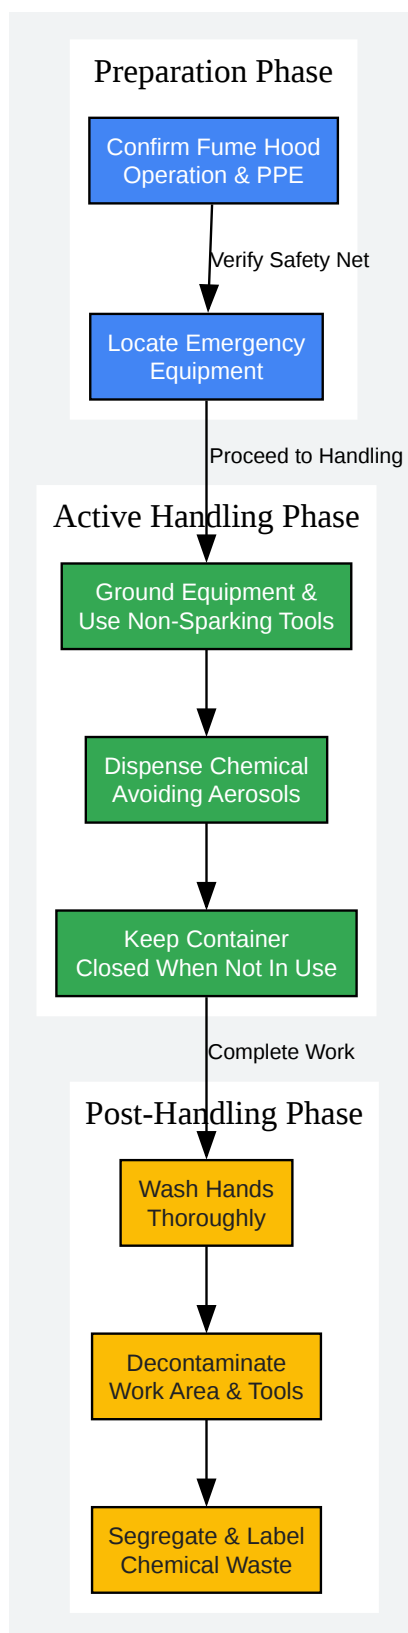 Preparation Phase
Confirm Fume Hood
Operation & PPE
Verify Safety Net
Locate Emergency
Equipment
Proceed to Handling
Active Handling Phase
Ground Equipment &
Use Non-Sparking Tools
Dispense Chemical
Avoiding Aerosols
Keep Container
Closed When Not In Use
Complete Work
Post-Handling Phase
Wash Hands
Thoroughly
Decontaminate
Work Area & Tools
Segregate & Label
Chemical Waste